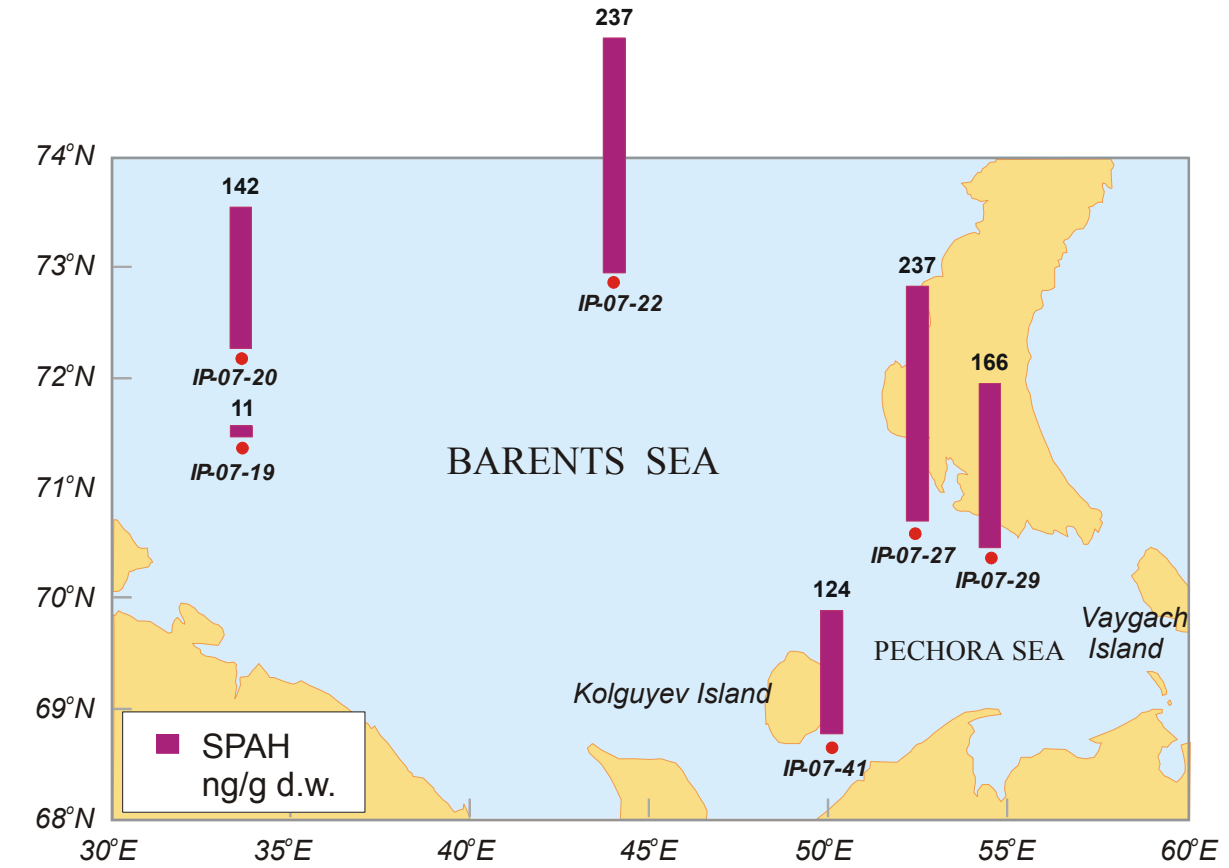 237
74°N
142
73°N
237
IP-07-22
72°N
IP-07-20
166
11
BARENTS SEA
IP-07-19
71°N
IP-07-27
IP-07-29
70°N
124
Vaygach
Island
PECHORA SEA
Kolguyev Island
69°N
SPAH
ng/g d.w.
IP-07-41
68°N
30°E 35°E 40°E 45°E 50°E 55°E 60°E